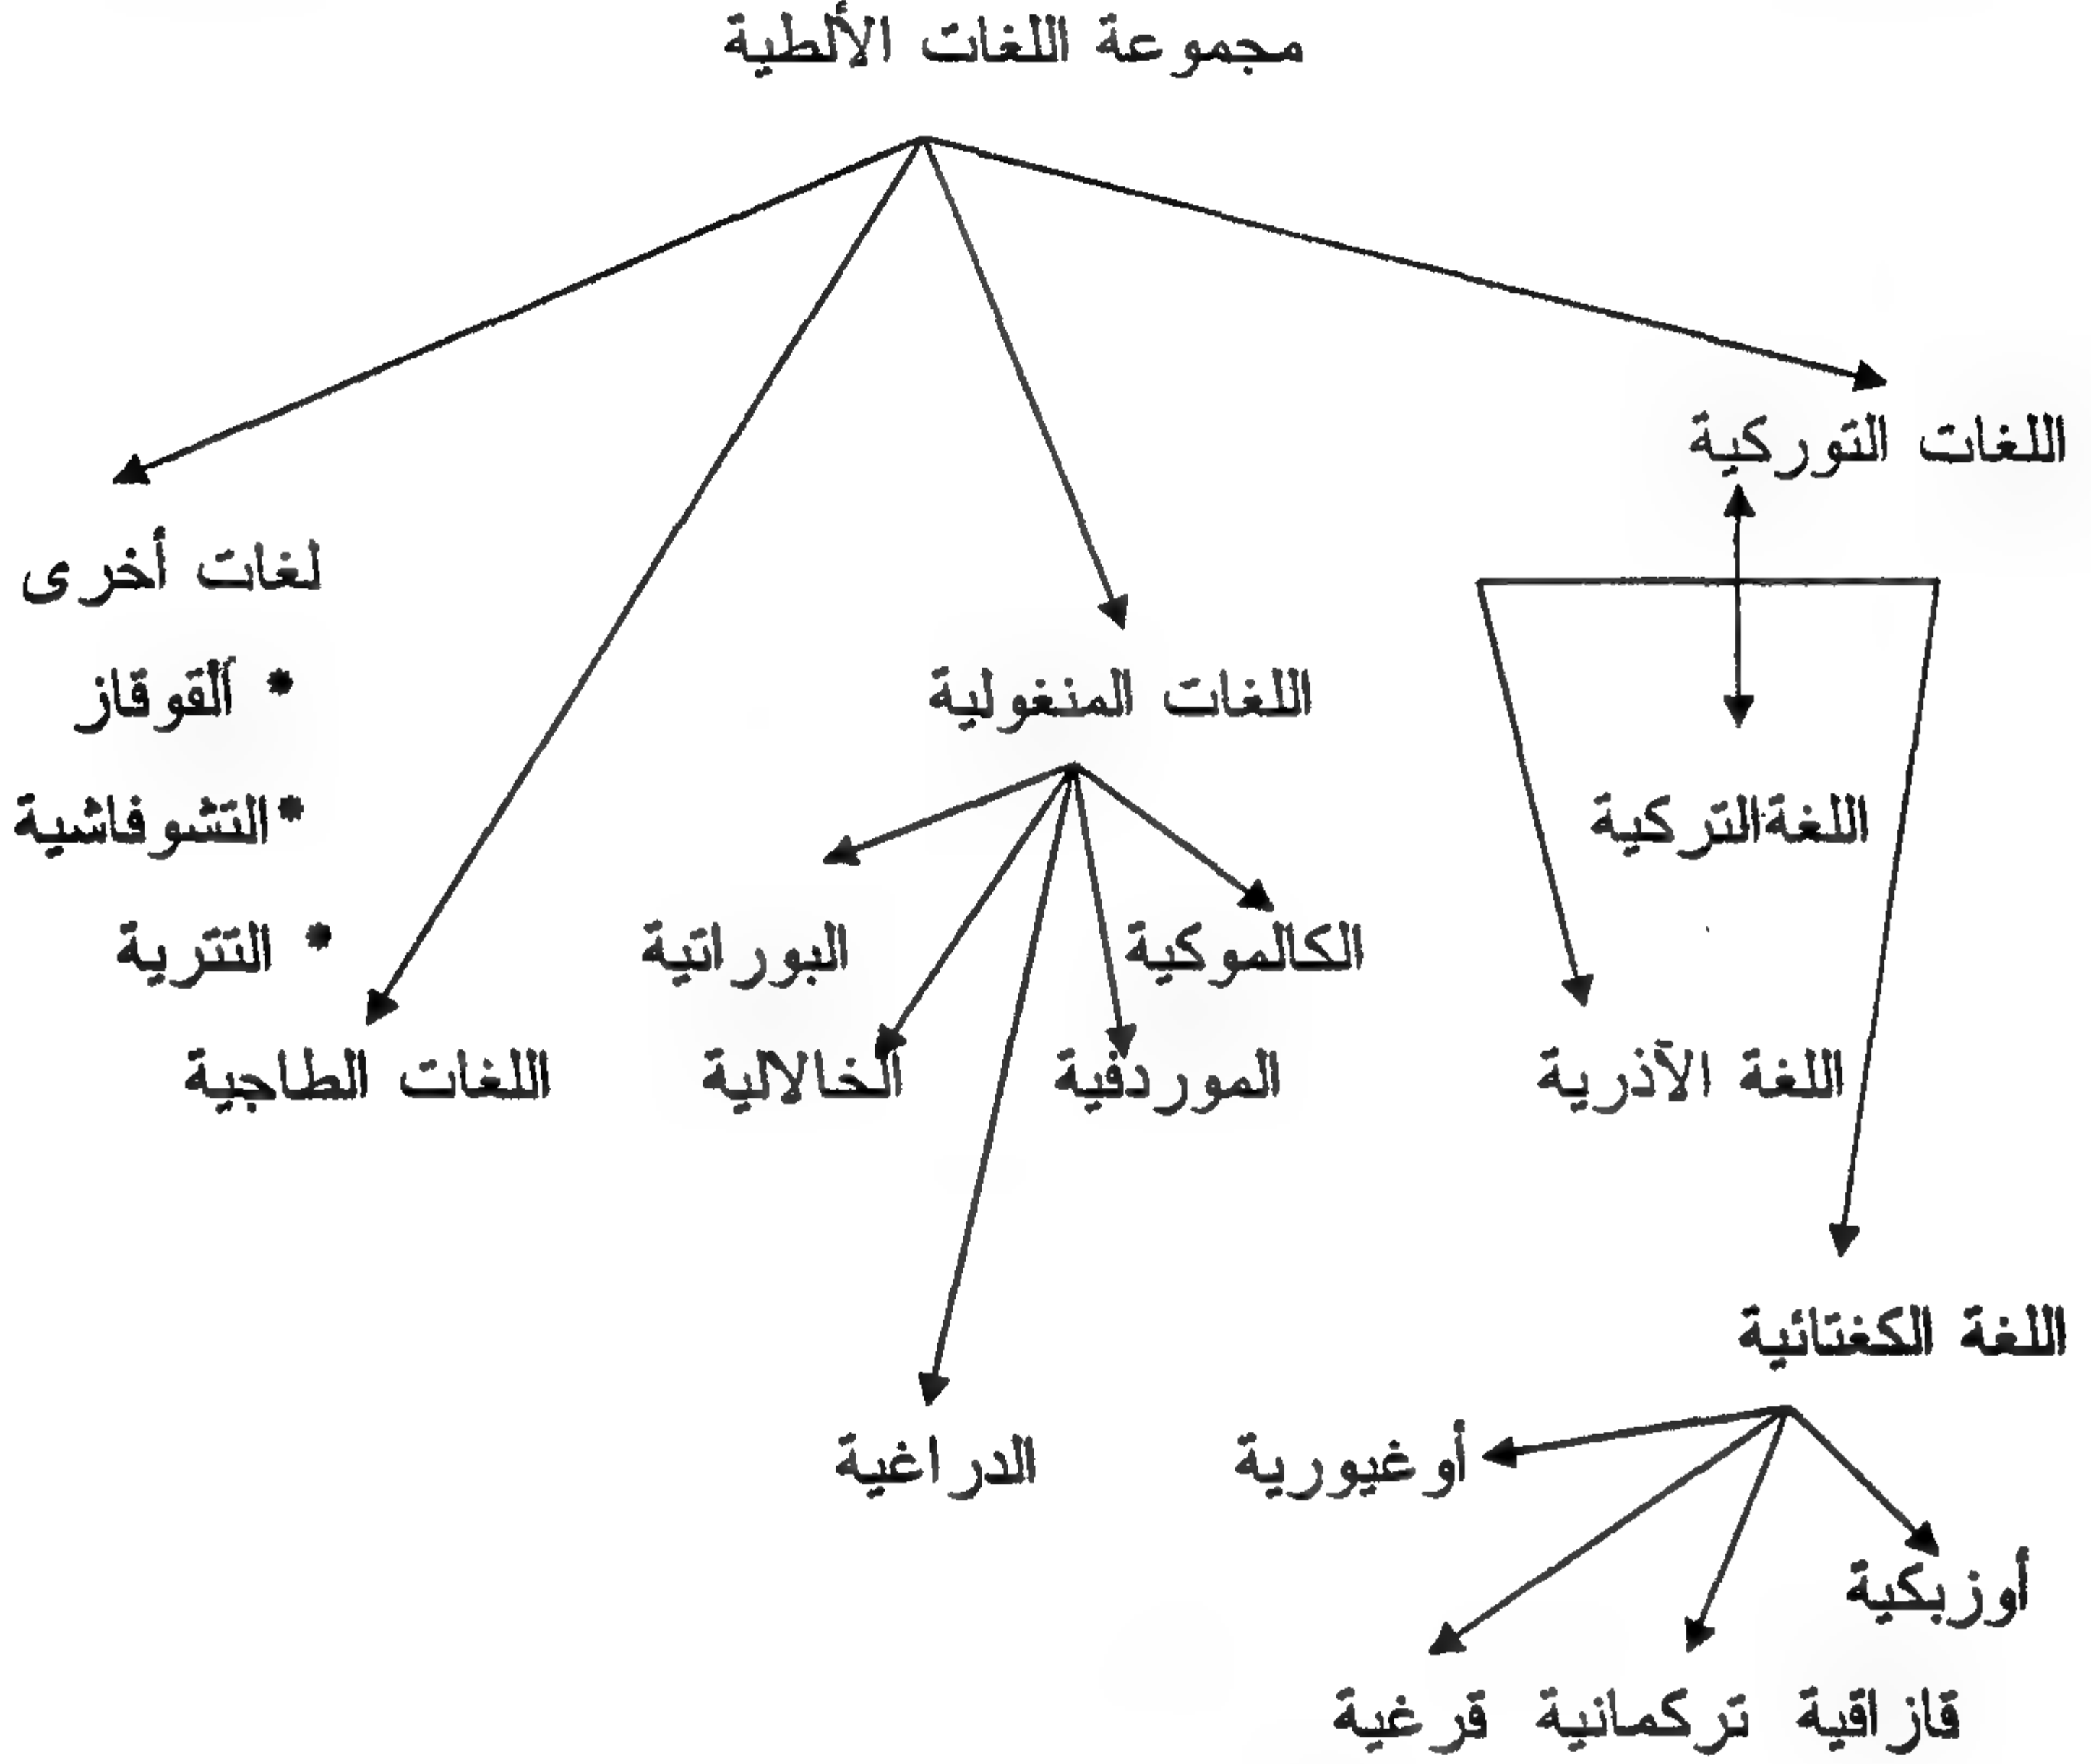 مجموعة اللغات الألطية
اللغات التوركية
لغات أخرى
اللغات المنغولية
* ألقوقاز
اللغةالتركية
*التشوفاشية
الكالموكية
البوراتية
* التترية
اللغة الآذرية
الموردفية
الخالالية
اللغات الطاجية
اللغة الكغتائية
أوغيورية
الدراغية
أوزبكية
قازاقية تركمانية قرغية